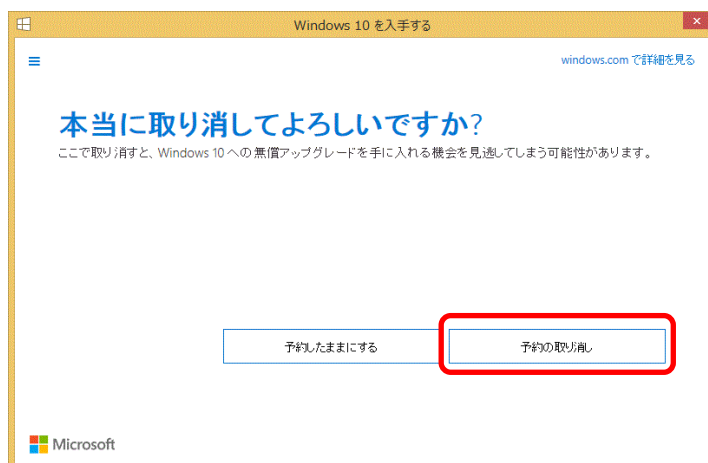 Windows 10 を入手する
windows.com で詳細を見る
本当に取り消してよろしいですか?
ここで取り消すと、Windows 10 への無償アップグレードを手に入れる機会を見逃してしまう可能性があります。
予約したままにする
予約の取り消し
Microsoft